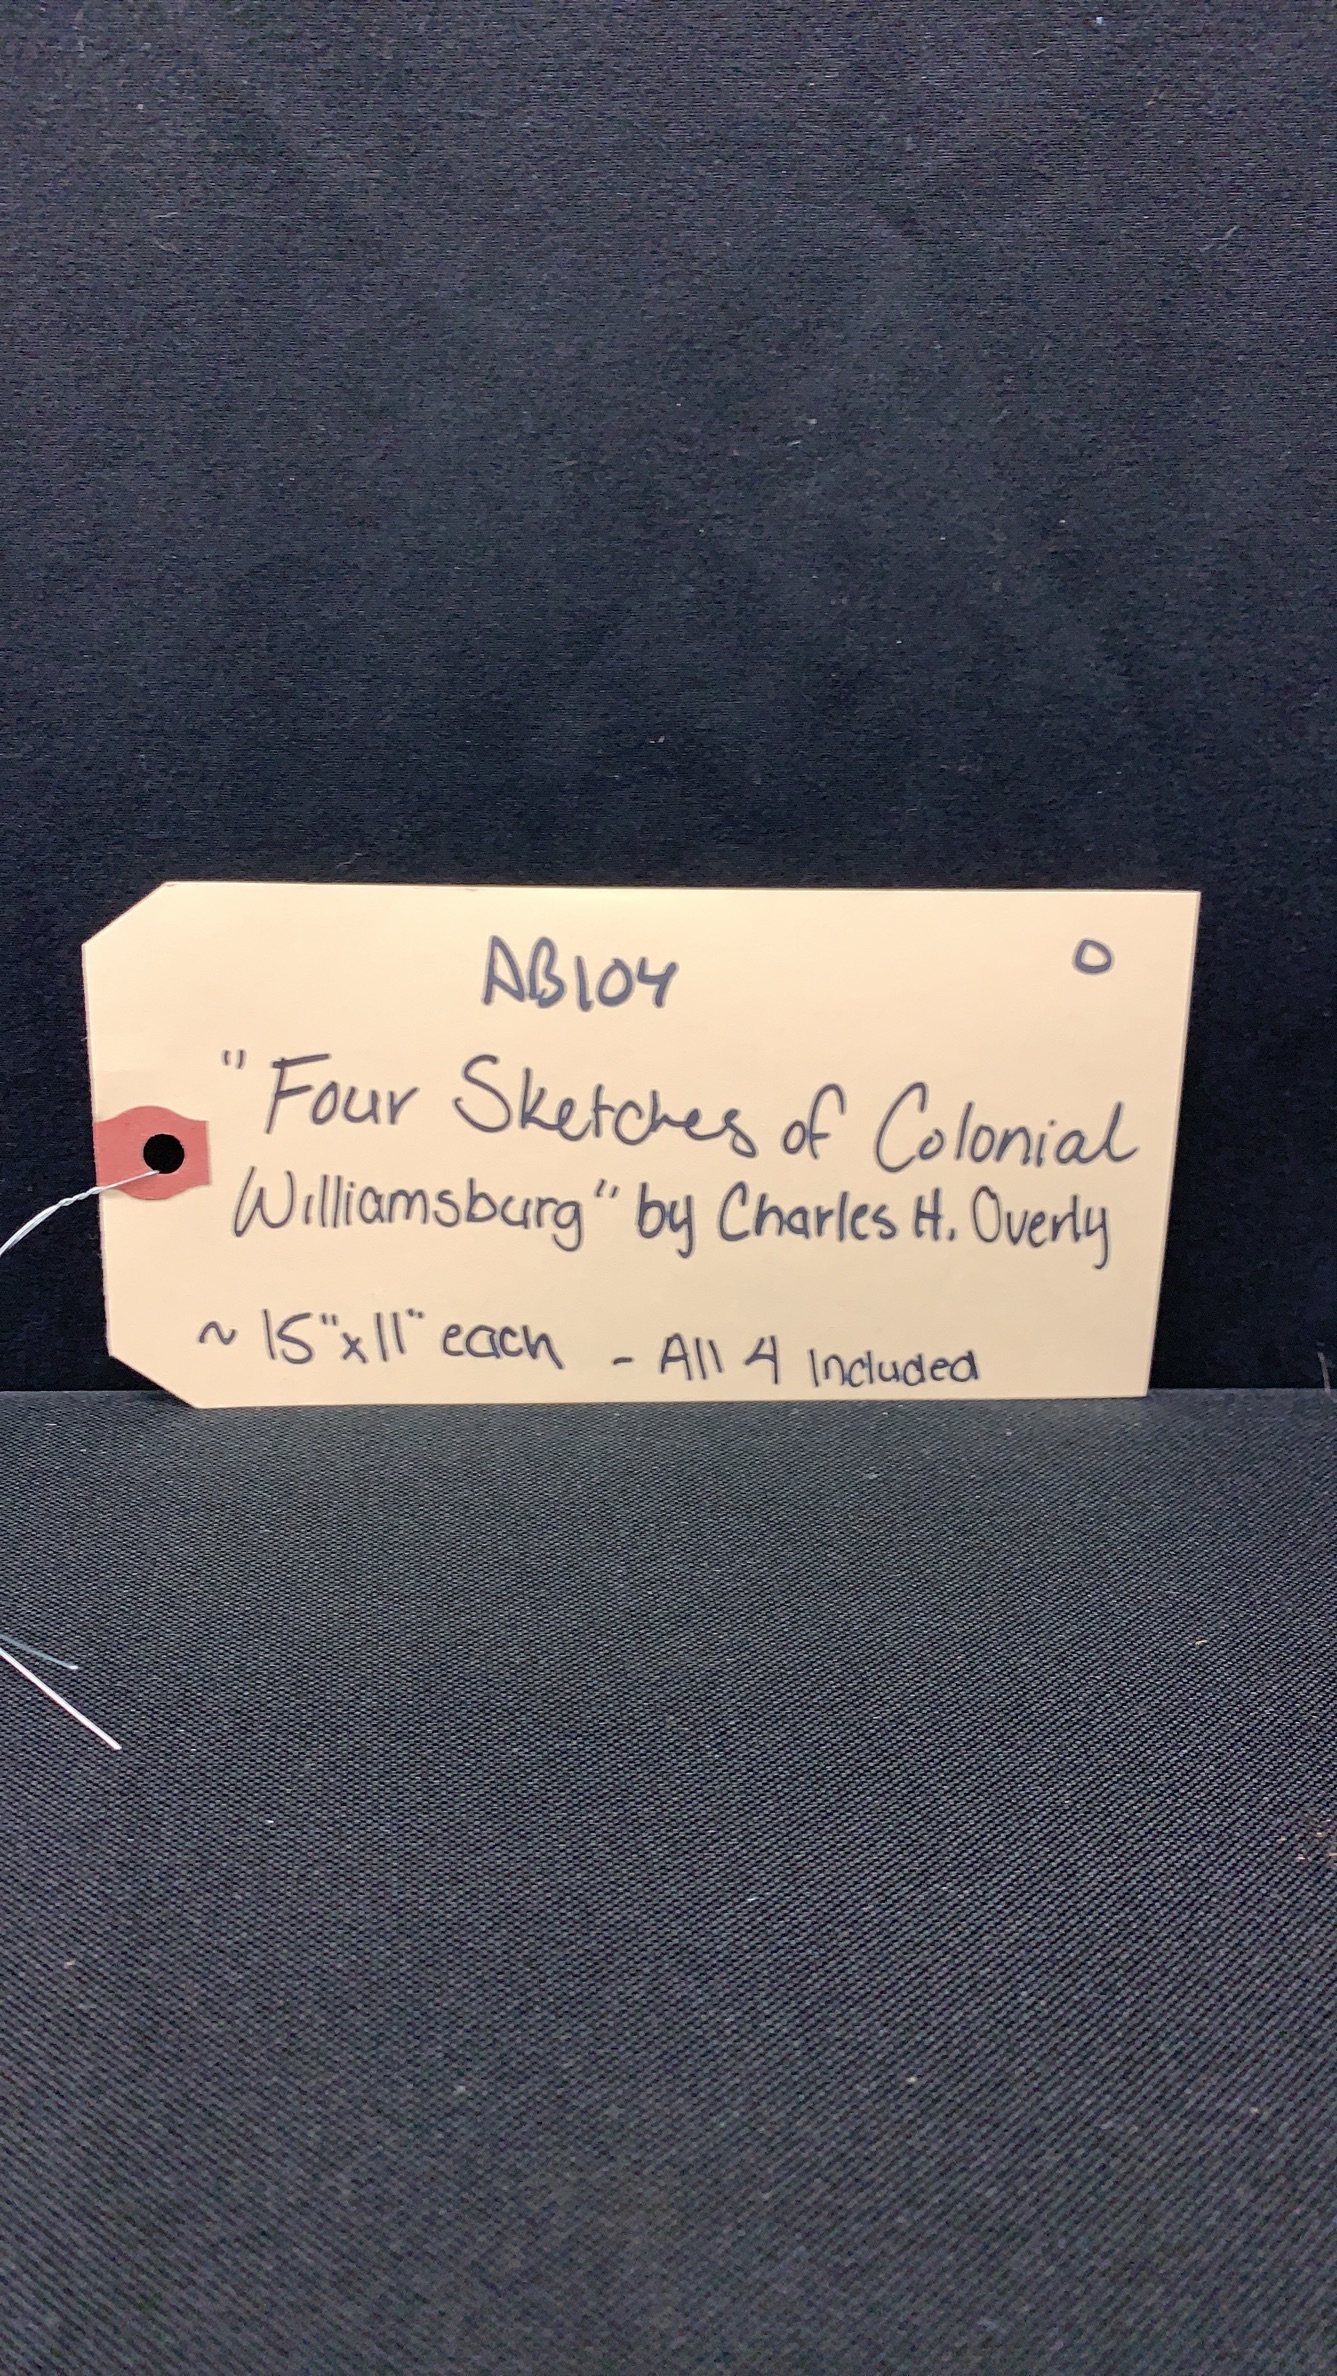 AB104 O
"Four Sketches of Colonial
Williamsburg" by Charles H. Overly
~ 15"x11" each - All 4 Included